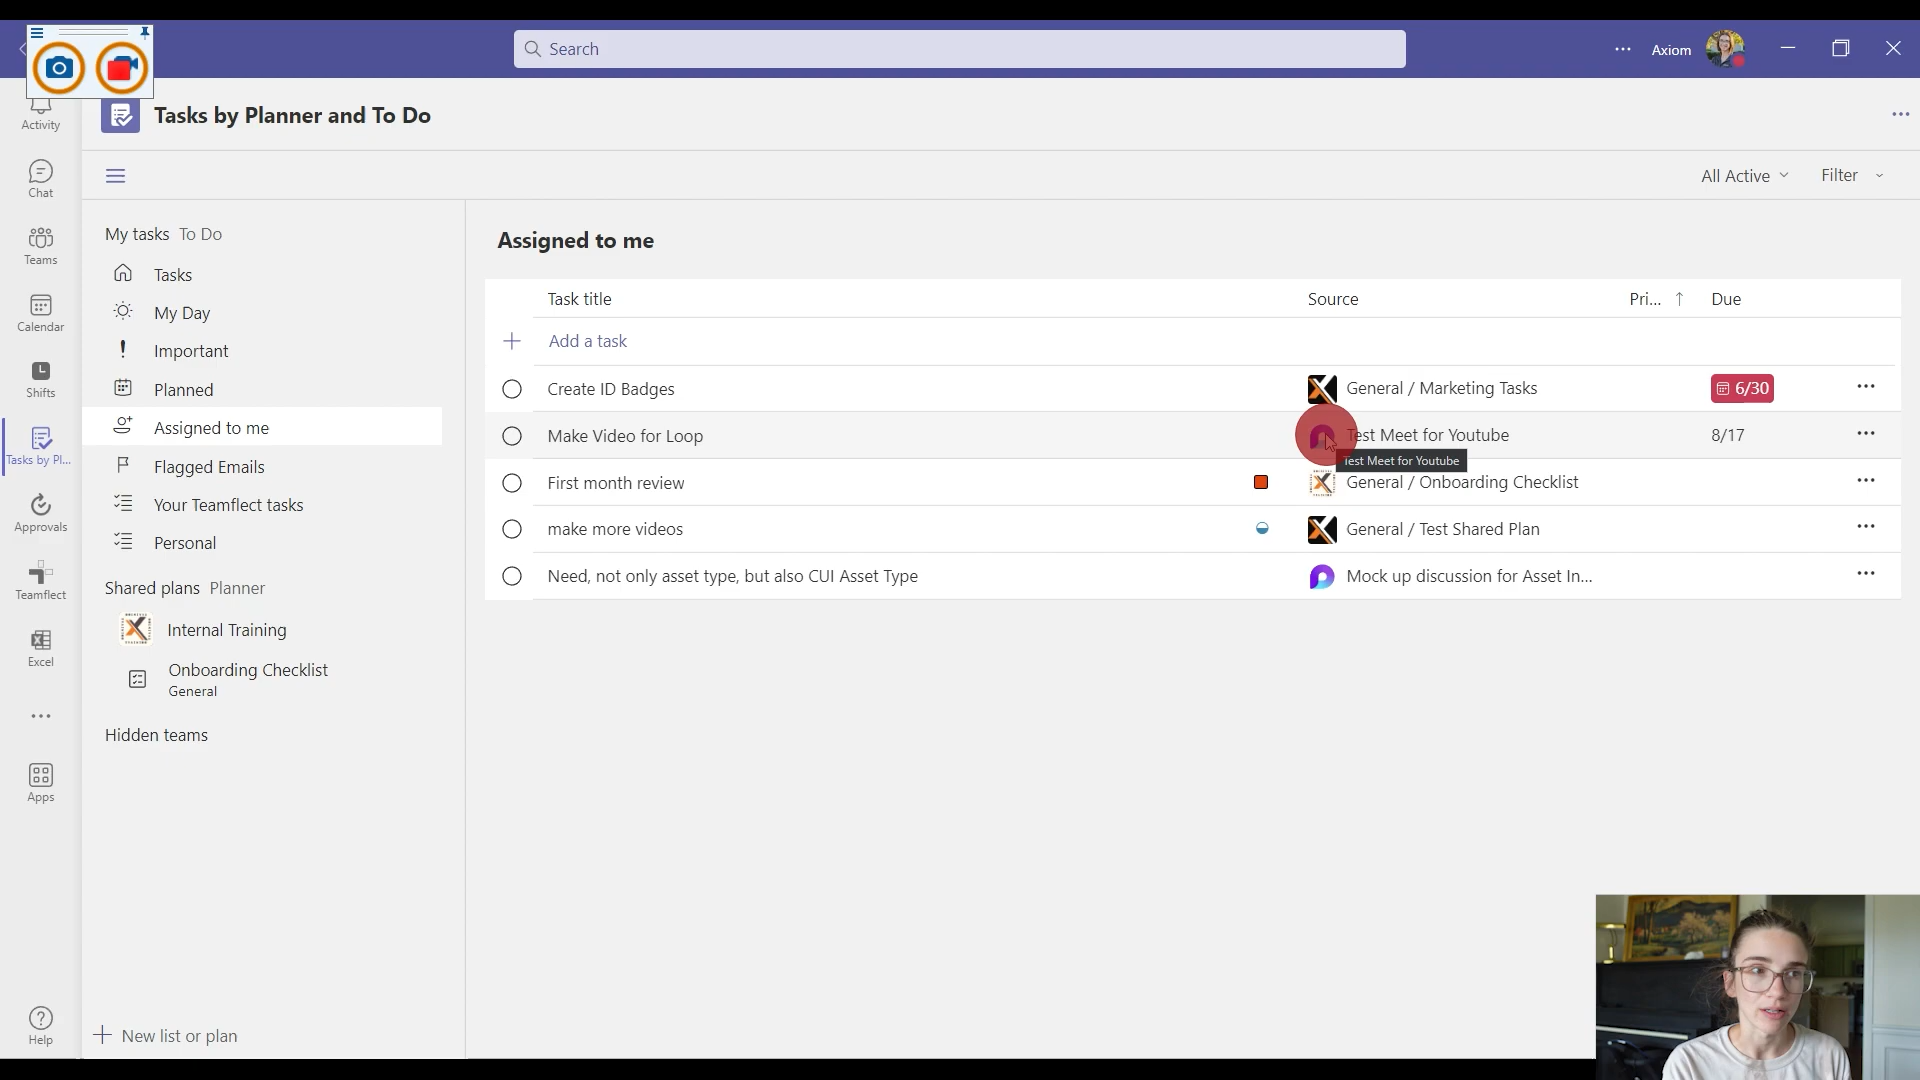 Search
Axiom
Activity
Tasks by Planner and To Do
Chat
All Active
Filter
Teams
Calendar
Shifts
Tasks by Pl...
Approvals
Teamflect
Excel
Apps
Help
My tasks To Do
Tasks
My Day
Important
Planned
Assigned to me
Flagged Emails
Your Teamflect tasks
Personal
Shared plans Planner
Internal Training
Onboarding Checklist
General
Hidden teams
New list or plan
Assigned to me
Task title Source Pri... Due
Add a task
Create ID Badges General / Marketing Tasks 6/30
Make Video for Loop Test Meet for Youtube 8/17
Test Meet for Youtube
First month review General / Onboarding Checklist
make more videos General / Test Shared Plan
Need, not only asset type, but also CUI Asset Type Mock up discussion for Asset In...